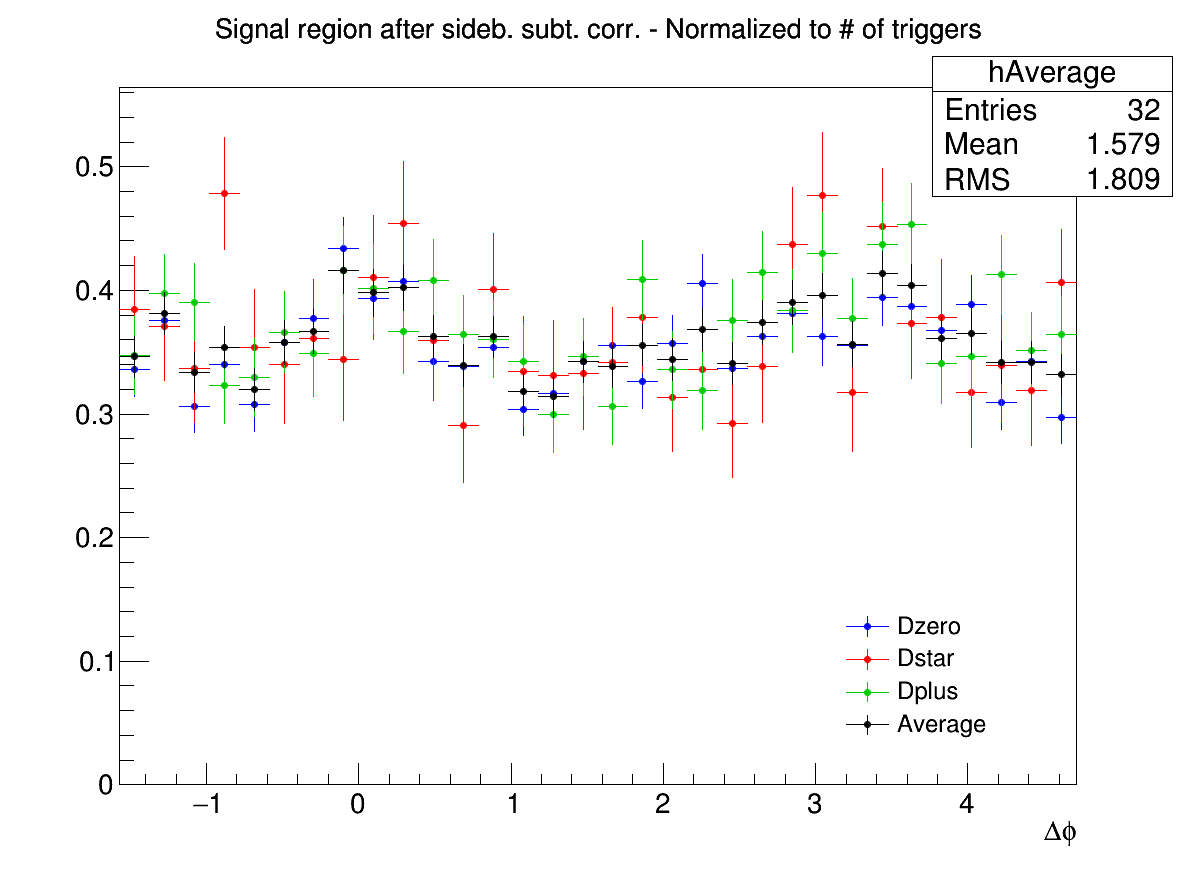 Signal region after sideb. subt. corr. - Normalized to # of triggers
hAverage
Entries 32
Mean 1.579
RMS 1.809
0.5
0.4
0.3
0.2
0.1
0
Dzero
Dstar
Dplus
Average
−1 0 1 2 3 4
Δϕ